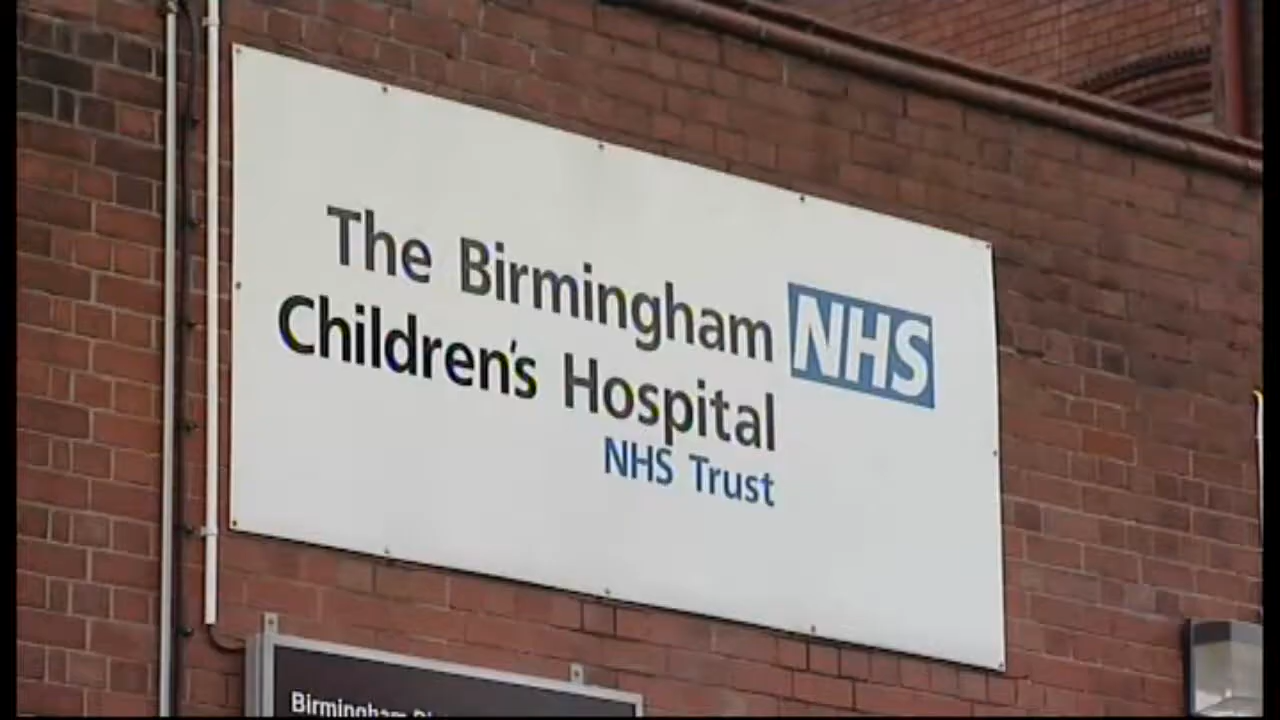 The Birmingham
Children's Hospital
NHS
NHS Trust
Birmingham